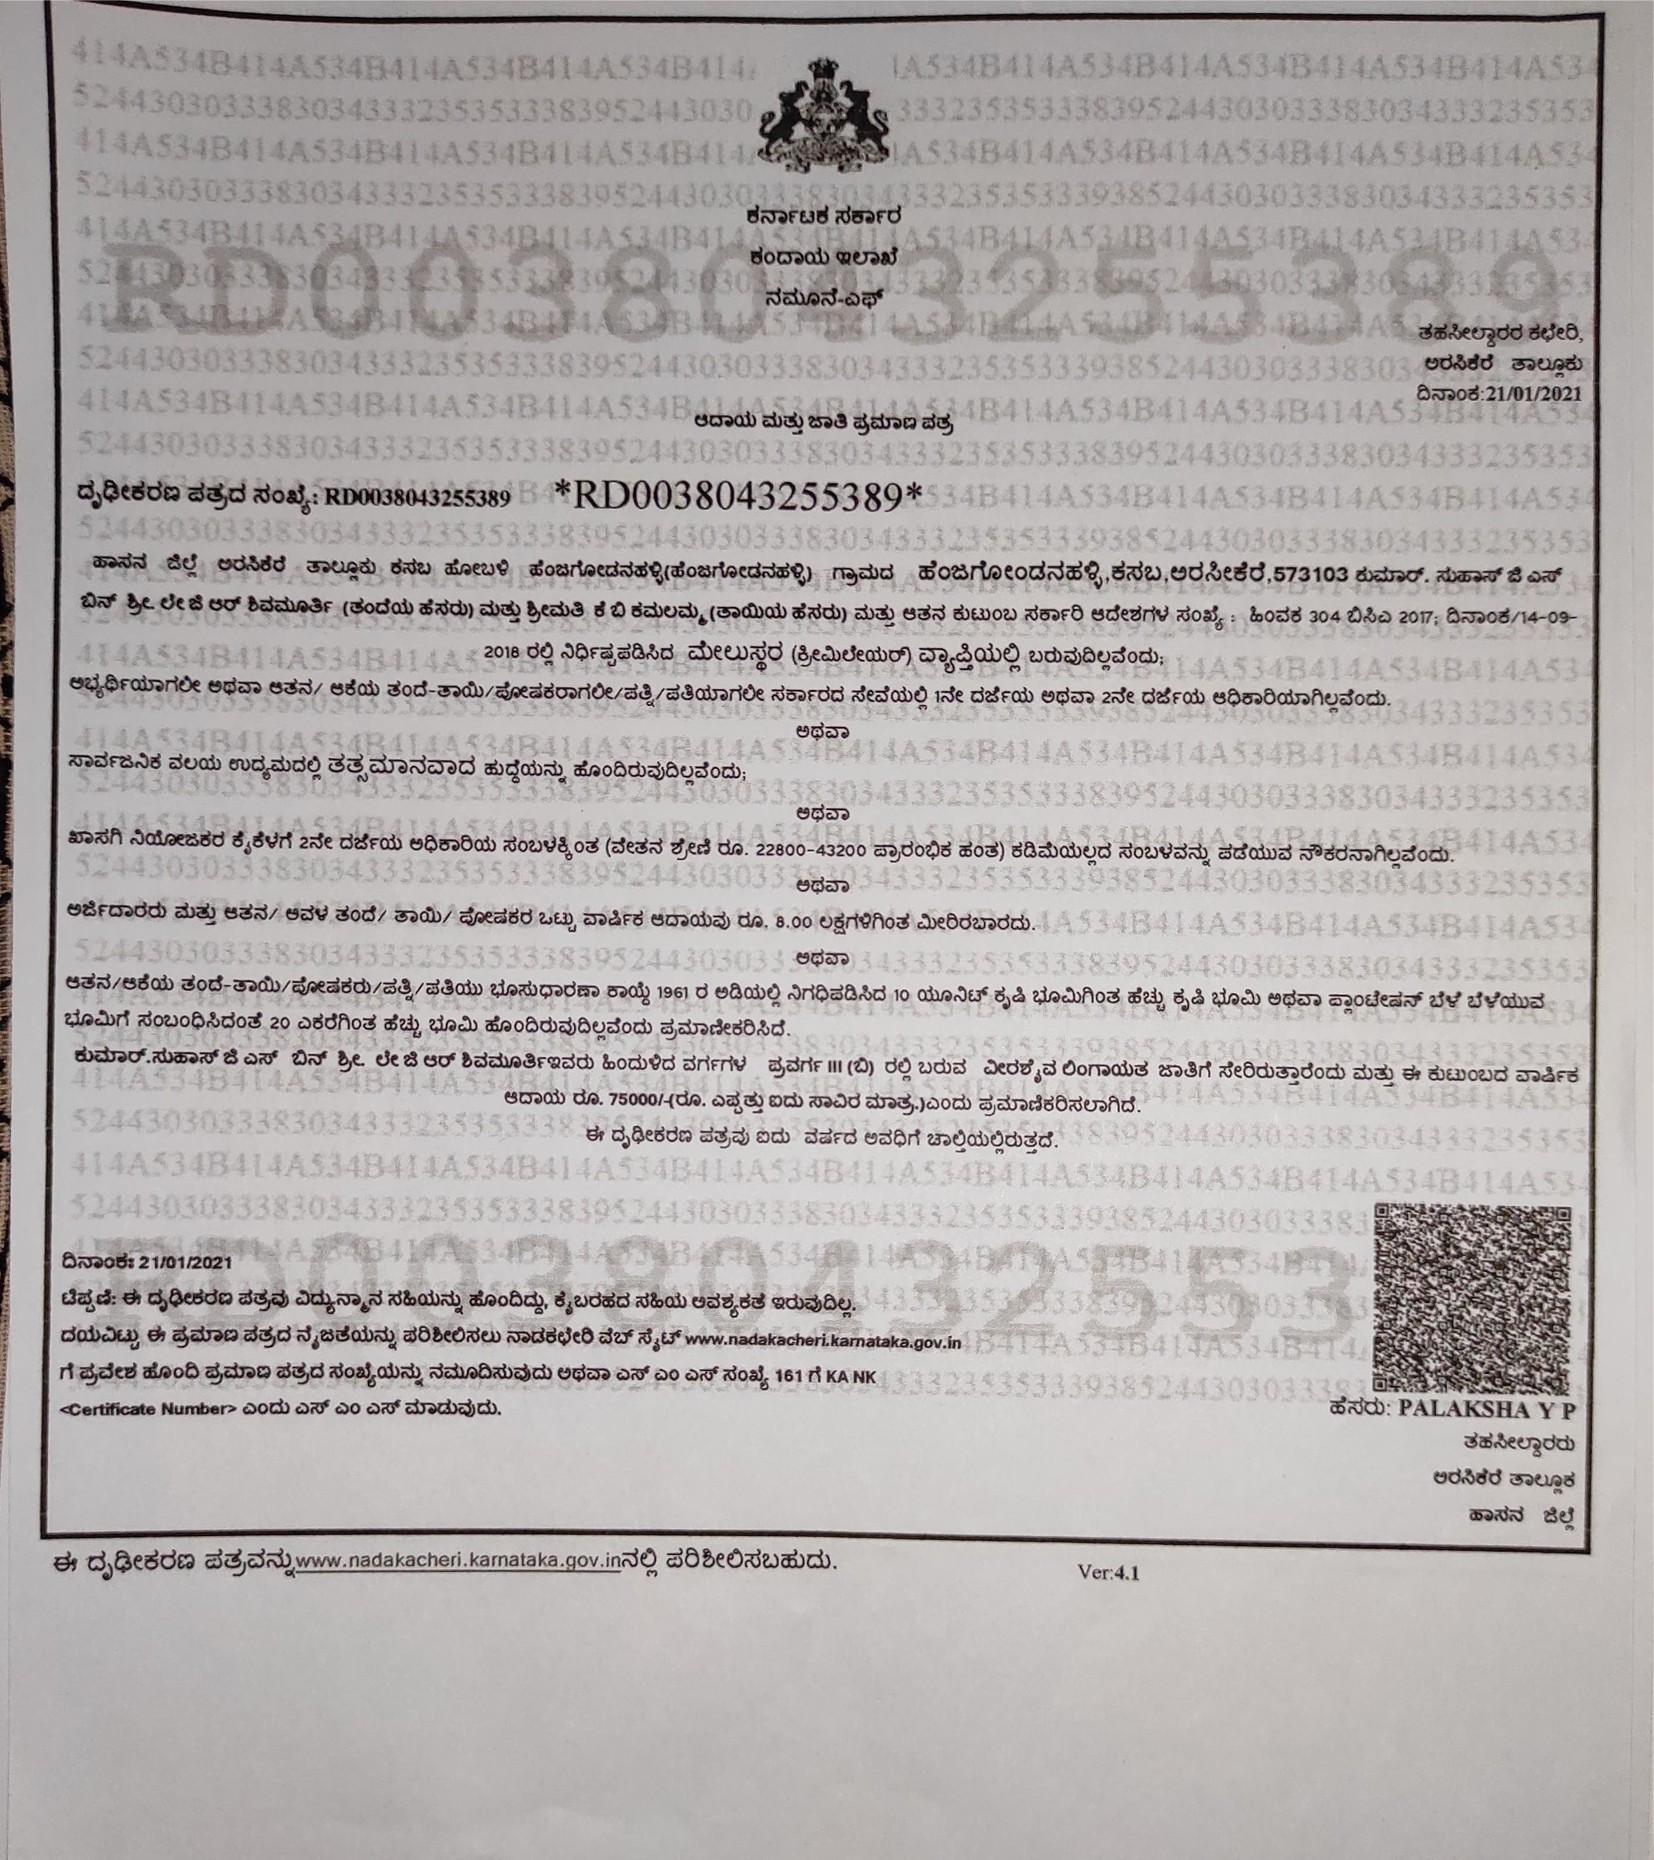 ಕರ್ನಾಟಕ ಸರ್ಕಾರ
ಕಂದಾಯ ಇಲಾಖೆ
ನಮೂನೆ-ಎಫ್
ತಹಸೀಲ್ದಾರರ ಕಛೇರಿ,
ಅರಸಿಕೆರೆ ತಾಲ್ಲೂಕು
ದಿನಾಂಕ:21/01/2021
ಆದಾಯ ಮತ್ತು ಜಾತಿ ಪ್ರಮಾಣ ಪತ್ರ
ದೃಢೀಕರಣ ಪತ್ರದ ಸಂಖ್ಯೆ: RD0038043255389 *RD0038043255389*
ಹಾಸನ ಜಿಲ್ಲೆ ಅರಸಿಕೆರೆ ತಾಲ್ಲೂಕು ಕಸಬ ಹೋಬಳಿ ಹೆಂಜಗೋಡನಹಳ್ಳಿ(ಹೆಂಜಗೋಡನಹಳ್ಳಿ) ಗ್ರಾಮದ ಹೆಂಜಗೋಂಡನಹಳ್ಳಿ,ಕಸಬ,ಅರಸೀಕೆರೆ,573103 ಕುಮಾರ್. ಸುಹಾಸ್ ಜಿ ಎಸ್
ಬಿನ್ ಶ್ರೀ. ಲೇ ಜಿ ಆರ್ ಶಿವಮೂರ್ತಿ (ತಂದೆಯ ಹೆಸರು) ಮತ್ತು ಶ್ರೀಮತಿ ಕೆ ಬಿ ಕಮಲಮ್ಮ (ತಾಯಿಯ ಹೆಸರು) ಮತ್ತು ಆತನ ಕುಟುಂಬ ಸರ್ಕಾರಿ ಆದೇಶಗಳ ಸಂಖ್ಯೆ : ಹಿಂವಕ 304 ಬಿಸಿಎ 2017; ದಿನಾಂಕ/14-09-
2018 ರಲ್ಲಿ ನಿರ್ಧಿಷ್ಟಪಡಿಸಿದ ಮೇಲುಸ್ಥರ (ಕ್ರೀಮಿಲೇಯರ್) ವ್ಯಾಪ್ತಿಯಲ್ಲಿ ಬರುವುದಿಲ್ಲವೆಂದು;
ಅಭ್ಯರ್ಥಿಯಾಗಲೀ ಅಥವಾ ಆತನ/ ಆಕೆಯ ತಂದೆ-ತಾಯಿ/ಪೋಷಕರಾಗಲೀ/ಪತ್ನಿ/ಪತಿಯಾಗಲೀ ಸರ್ಕಾರದ ಸೇವೆಯಲ್ಲಿ 1ನೇ ದರ್ಜೆಯ ಅಥವಾ 2ನೇ ದರ್ಜೆಯ ಆಧಿಕಾರಿಯಾಗಿಲ್ಲವೆಂದು.
ಅಥವಾ
ಸಾರ್ವಜನಿಕ ವಲಯ ಉದ್ಯಮದಲ್ಲಿ ತತ್ಸಮಾನವಾದ ಹುದ್ದೆಯನ್ನು ಹೊಂದಿರುವುದಿಲ್ಲವೆಂದು;
ಅಥವಾ
ಖಾಸಗಿ ನಿಯೋಜಕರ ಕೈಕೆಳಗೆ 2ನೇ ದರ್ಜೆಯ ಅಧಿಕಾರಿಯ ಸಂಬಳಕ್ಕಿಂತ (ವೇತನ ಶ್ರೇಣಿ ರೂ. 22800-43200 ಪ್ರಾರಂಭಿಕ ಹಂತ) ಕಡಿಮೆಯಲ್ಲದ ಸಂಬಳವನ್ನು ಪಡೆಯುವ ನೌಕರನಾಗಿಲ್ಲವೆಂದು.
ಅಥವಾ
ಅರ್ಜಿದಾರರು ಮತ್ತು ಆತನ/ ಅವಳ ತಂದೆ/ ತಾಯಿ/ ಪೋಷಕರ ಒಟ್ಟು ವಾರ್ಷಿಕ ಆದಾಯವು ರೂ. 8.00 ಲಕ್ಷಗಳಿಗಿಂತ ಮೀರಿರಬಾರದು.
ಅಥವಾ
ಆತನ/ಆಕೆಯ ತಂದೆ-ತಾಯಿ/ಪೋಷಕರು/ಪತ್ನಿ/ಪತಿಯು ಭೂಸುಧಾರಣಾ ಕಾಯ್ದೆ 1961 ರ ಅಡಿಯಲ್ಲಿ ನಿಗಧಿಪಡಿಸಿದ 10 ಯೂನಿಟ್ ಕೃಷಿ ಭೂಮಿಗಿಂತ ಹೆಚ್ಚು ಕೃಷಿ ಭೂಮಿ ಅಥವಾ ಪ್ಲಾಂಟೇಷನ್ ಬೆಳೆ ಬೆಳೆಯುವ
ಭೂಮಿಗೆ ಸಂಬಂಧಿಸಿದಂತೆ 20 ಎಕರೆಗಿಂತ ಹೆಚ್ಚು ಭೂಮಿ ಹೊಂದಿರುವುದಿಲ್ಲವೆಂದು ಪ್ರಮಾಣೀಕರಿಸಿದೆ.
ಕುಮಾರ್.ಸುಹಾಸ್ ಜಿ ಎಸ್ ಬಿನ್ ಶ್ರೀ. ಲೇ ಜಿ ಆರ್ ಶಿವಮೂರ್ತಿಇವರು ಹಿಂದುಳಿದ ವರ್ಗಗಳ ಪ್ರವರ್ಗ III (ಬಿ) ರಲ್ಲಿ ಬರುವ ವೀರಶೈವ ಲಿಂಗಾಯತ ಜಾತಿಗೆ ಸೇರಿರುತ್ತಾರೆಂದು ಮತ್ತು ಈ ಕುಟುಂಬದ ವಾರ್ಷಿಕ
ಆದಾಯ ರೂ. 75000/-(ರೂ. ಎಪ್ಪತ್ತು ಐದು ಸಾವಿರ ಮಾತ್ರ.)ಎಂದು ಪ್ರಮಾಣಿಕರಿಸಲಾಗಿದೆ.
ಈ ದೃಢೀಕರಣ ಪತ್ರವು ಐದು ವರ್ಷದ ಅವಧಿಗೆ ಚಾಲ್ತಿಯಲ್ಲಿರುತ್ತದೆ.
ದಿನಾಂಕ: 21/01/2021
ಟಿಪ್ಪಣಿ: ಈ ದೃಢೀಕರಣ ಪತ್ರವು ವಿದ್ಯುನ್ಮಾನ ಸಹಿಯನ್ನು ಹೊಂದಿದ್ದು, ಕೈಬರಹದ ಸಹಿಯ ಅವಶ್ಯಕತೆ ಇರುವುದಿಲ್ಲ.
ದಯವಿಟ್ಟು ಈ ಪ್ರಮಾಣ ಪತ್ರದ ನೈಜತೆಯನ್ನು ಪರಿಶೀಲಿಸಲು ನಾಡಕಛೇರಿ ವೆಬ್ ಸೈಟ್ www.nadakacheri.karnataka.gov.in
ಗೆ ಪ್ರವೇಶ ಹೊಂದಿ ಪ್ರಮಾಣ ಪತ್ರದ ಸಂಖ್ಯೆಯನ್ನು ನಮೂದಿಸುವುದು ಅಥವಾ ಎಸ್ ಎಂ ಎಸ್ ಸಂಖ್ಯೆ 161 ಗೆ KA NK
<Certificate Number> ಎಂದು ಎಸ್ ಎಂ ಎಸ್ ಮಾಡುವುದು.
ಹೆಸರು: PALAKSHA Y P
ತಹಸೀಲ್ದಾರರು
ಅರಸಿಕೆರೆ ತಾಲ್ಲೂಕ
ಹಾಸನ ಜಿಲ್ಲೆ
ಈ ದೃಢೀಕರಣ ಪತ್ರವನ್ನು www.nadakacheri.karnataka.gov.inನಲ್ಲಿ ಪರಿಶೀಲಿಸಬಹುದು.
Ver:4.1